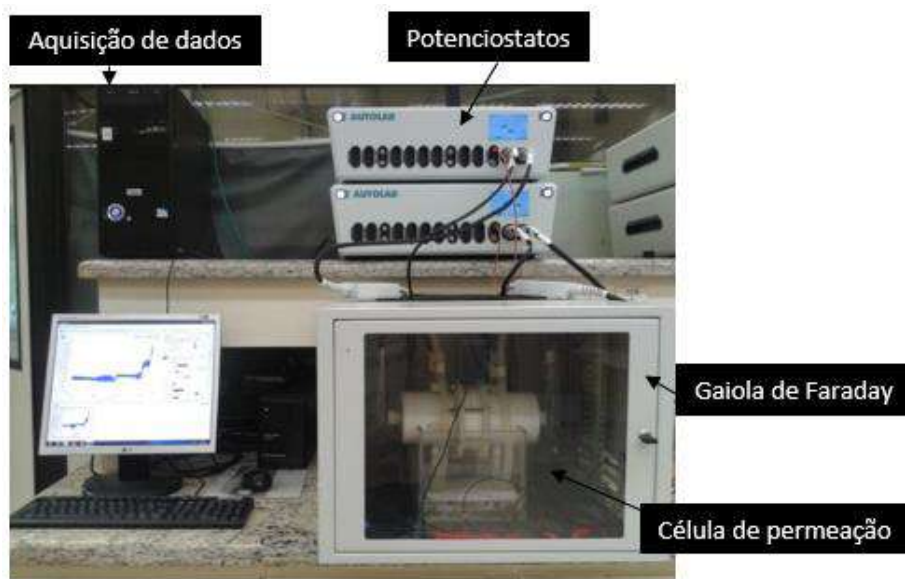 Aquisição de dados
Potenciostatos
AUTOLAB
AUTOLAB
Gaiola de Faraday
Célula de permeação